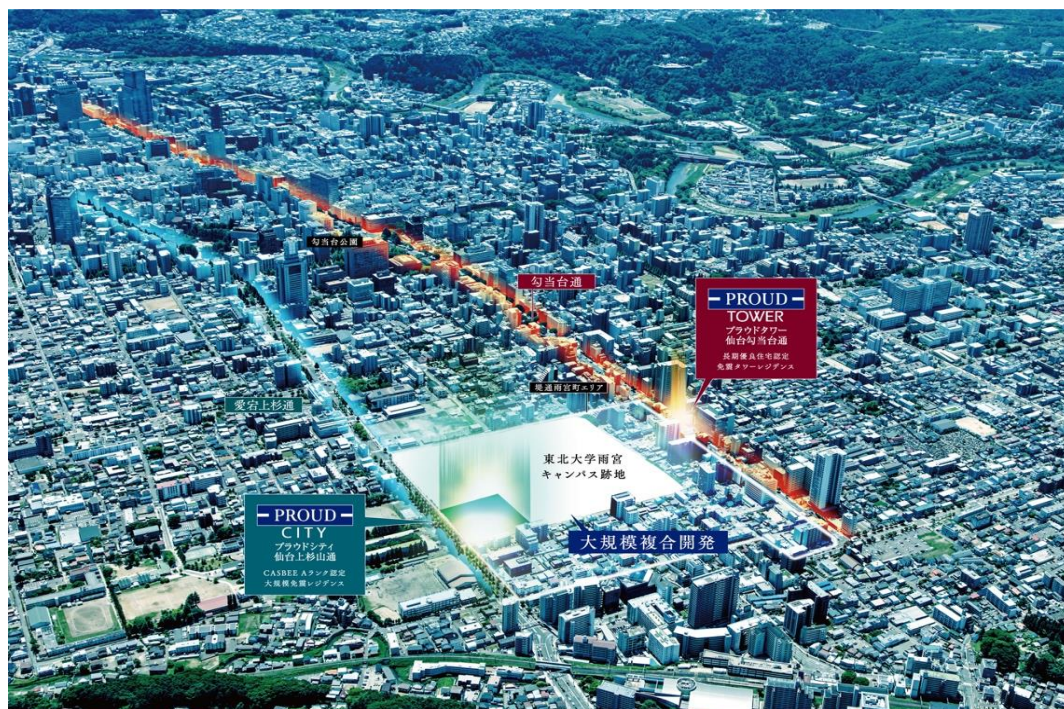 勾当台公園
勾当台通
PROUD
TOWER
プラウドタワー
仙台勾当台通
長期優良住宅認定
免震タワーレジデンス
堤通雨宮町エリア
愛宕上杉通
東北大学雨宮
キャンパス跡地
PROUD
CITY
プラウドシティ
仙台上杉山通
CASBEE Aランク認定
大規模免震レジデンス
大規模複合開発